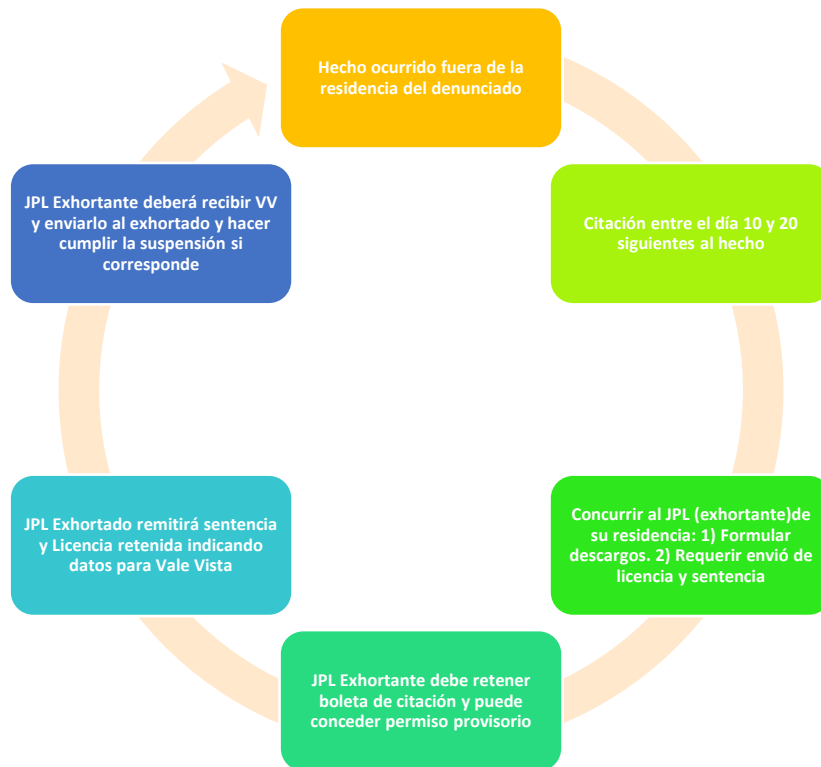 Hecho ocurrido fuera de la
residencia del denunciado
Citación entre el día 10 y 20
siguientes al hecho
Concurrir al JPL (exhortante)de
su residencia: 1) Formular
descargos. 2) Requerir envió de
licencia y sentencia
JPL Exhortante debe retener
boleta de citación y puede
conceder permiso provisorio
JPL Exhortado remitirá sentencia
y Licencia retenida indicando
datos para Vale Vista
JPL Exhortante deberá recibir VV
y enviarlo al exhortado y hacer
cumplir la suspensión si
corresponde